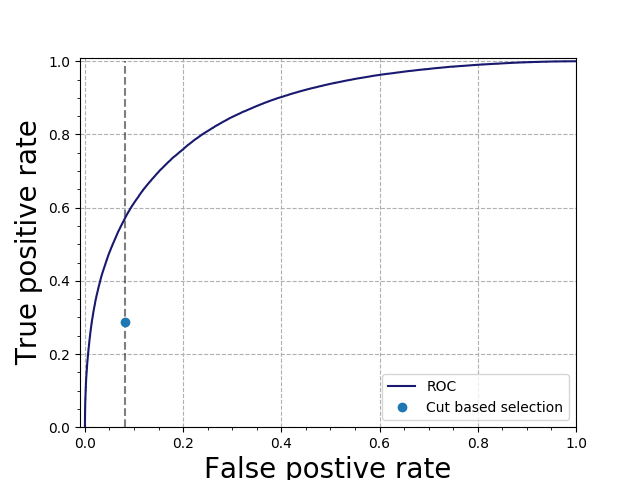 1.0
0.8
0.6
0.4
0.2
0.0
True positive rate
0.0 0.2 0.4 0.6 0.8 1.0
False postive rate
ROC
Cut based selection